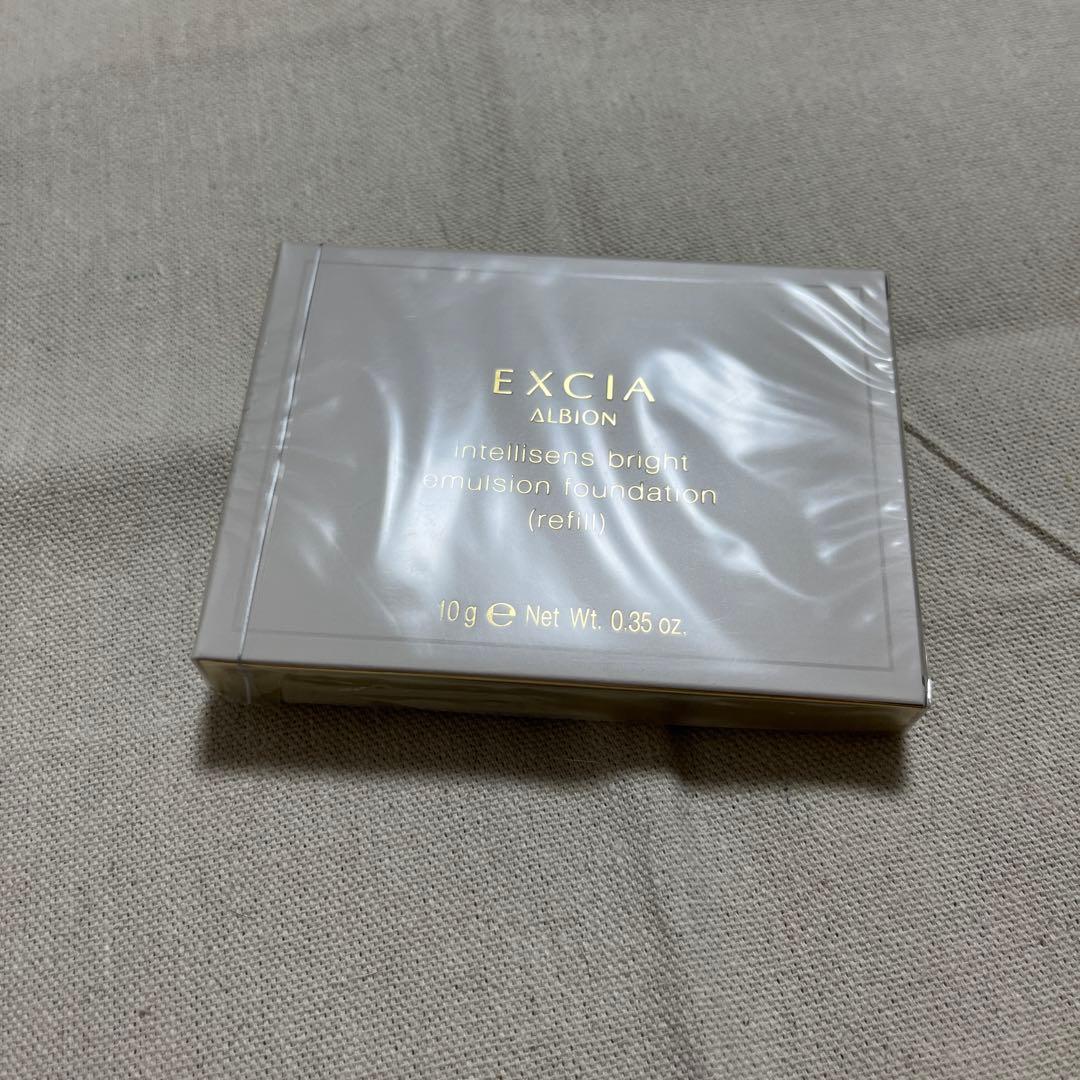 EXCIA
ALBION
intellisens bright
emulsion foundation
(refill)
10 g ℮ Net Wt. 0.35 oz.